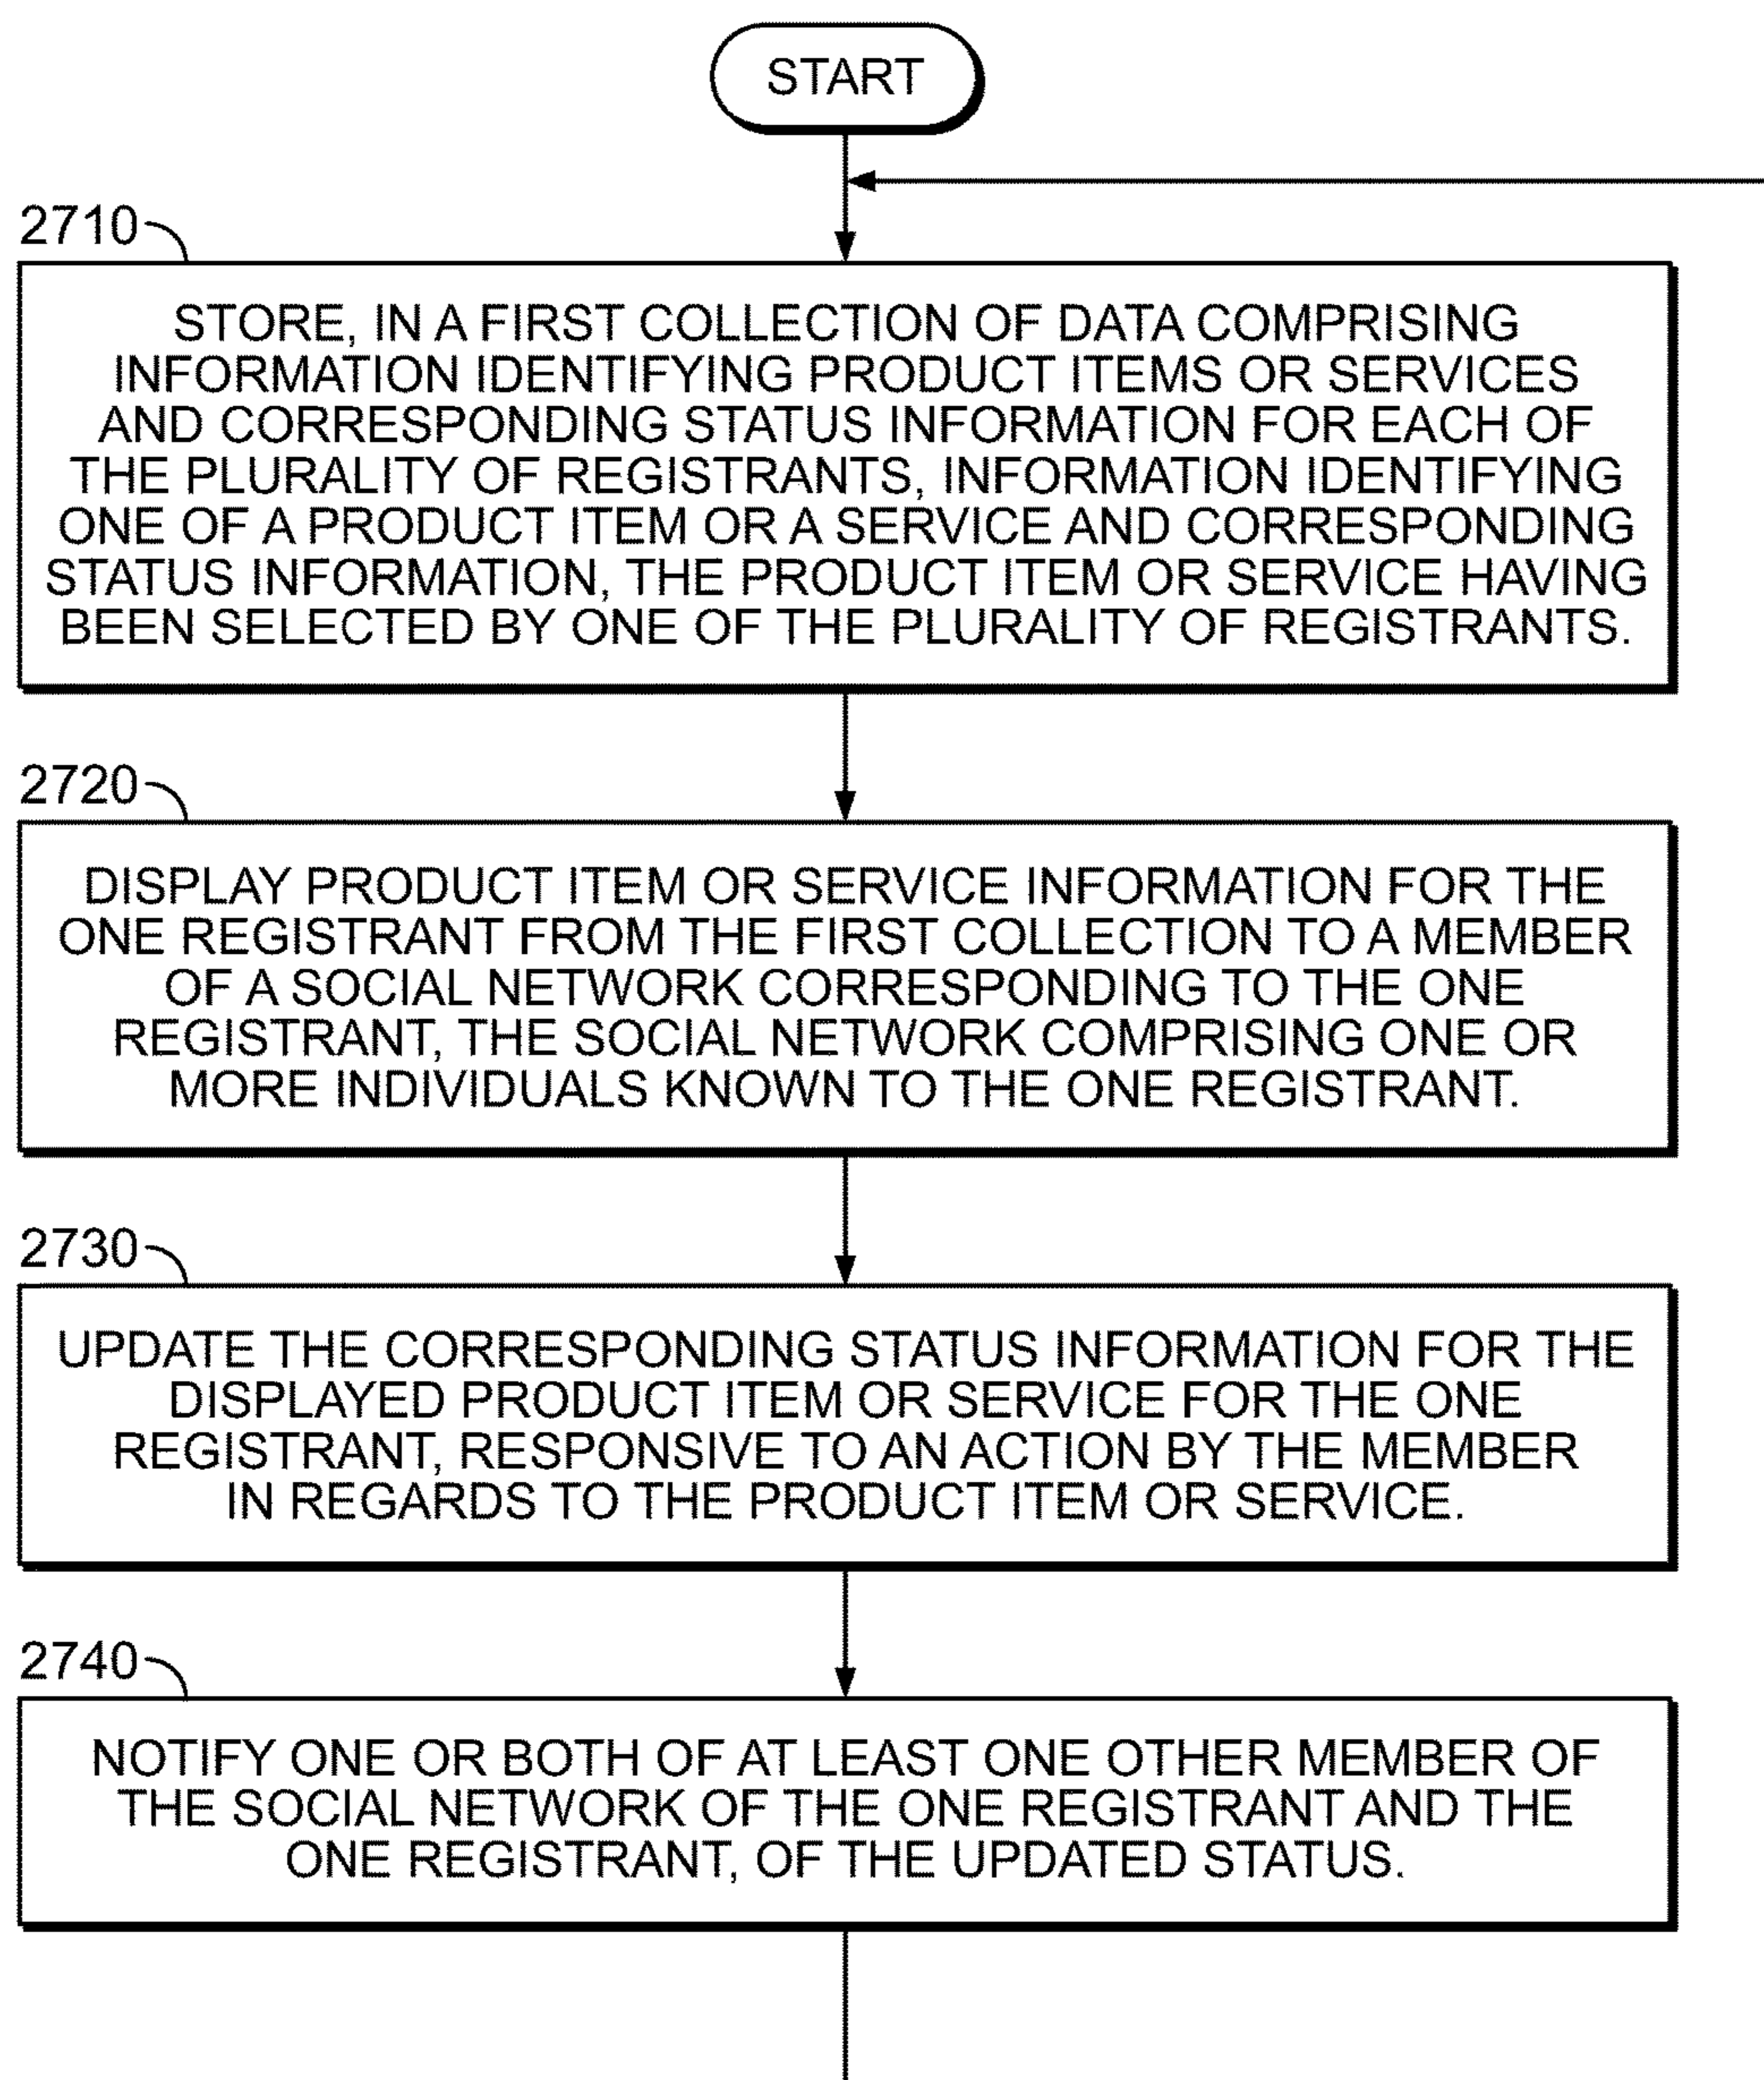 START
2710
STORE, IN A FIRST COLLECTION OF DATA COMPRISING
INFORMATION IDENTIFYING PRODUCT ITEMS OR SERVICES
AND CORRESPONDING STATUS INFORMATION FOR EACH OF
THE PLURALITY OF REGISTRANTS, INFORMATION IDENTIFYING
ONE OF A PRODUCT ITEM OR A SERVICE AND CORRESPONDING
STATUS INFORMATION, THE PRODUCT ITEM OR SERVICE HAVING
BEEN SELECTED BY ONE OF THE PLURALITY OF REGISTRANTS.
2720
DISPLAY PRODUCT ITEM OR SERVICE INFORMATION FOR THE
ONE REGISTRANT FROM THE FIRST COLLECTION TO A MEMBER
OF A SOCIAL NETWORK CORRESPONDING TO THE ONE
REGISTRANT, THE SOCIAL NETWORK COMPRISING ONE OR
MORE INDIVIDUALS KNOWN TO THE ONE REGISTRANT.
2730
UPDATE THE CORRESPONDING STATUS INFORMATION FOR THE
DISPLAYED PRODUCT ITEM OR SERVICE FOR THE ONE
REGISTRANT, RESPONSIVE TO AN ACTION BY THE MEMBER
IN REGARDS TO THE PRODUCT ITEM OR SERVICE.
2740
NOTIFY ONE OR BOTH OF AT LEAST ONE OTHER MEMBER OF
THE SOCIAL NETWORK OF THE ONE REGISTRANT AND THE
ONE REGISTRANT, OF THE UPDATED STATUS.